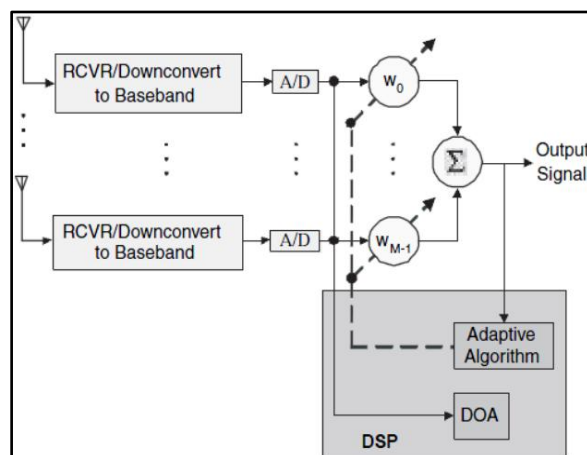 RCVR/Downconvert
to Baseband
A/D
w0
Σ
Output
Signal
RCVR/Downconvert
to Baseband
A/D
wM-1
Adaptive
Algorithm
DOA
DSP